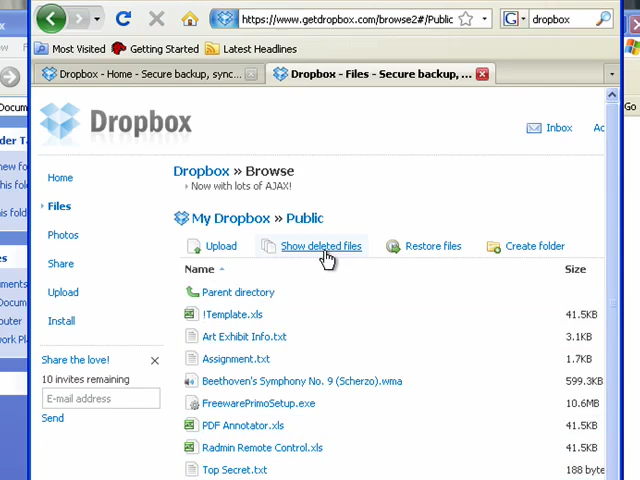 https://www.getdropbox.com/browse2#/Public
dropbox
Most Visited Getting Started Latest Headlines
Dropbox - Home - Secure backup, sync... Dropbox - Files - Secure backup, ...
Go
Dropbox
Inbox
Dropbox » Browse
Now with lots of AJAX!
Home
Files
Photos
Share
Upload
Install
My Dropbox » Public
Upload Show deleted files Restore files Create folder
Name Size
Parent directory
!Template.xls 41.5KB
Art Exhibit Info.txt 3.1KB
Assignment.txt 1.7KB
Beethoven's Symphony No. 9 (Scherzo).wma 599.3KB
FreewarePrimoSetup.exe 10.6MB
PDF Annotator.xls 41.5KB
Radmin Remote Control.xls 41.5KB
Top Secret.txt 188 byte
Share the love!
10 invites remaining
E-mail address
Send